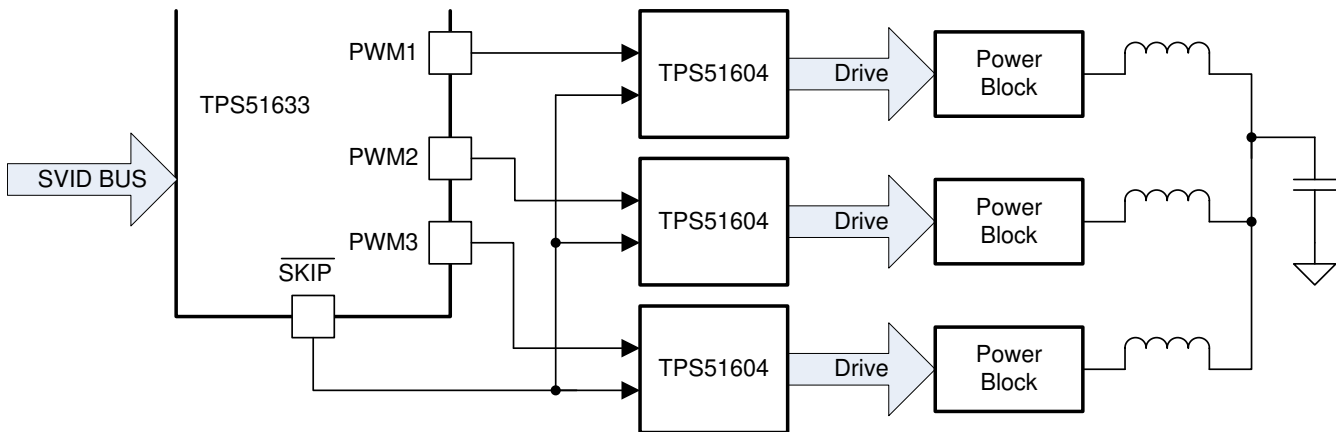 PWM1
TPS51604
Drive
Power
Block
TPS51633
PWM2
SVID BUS
TPS51604
Drive
Power
Block
PWM3
SKIP
TPS51604
Drive
Power
Block